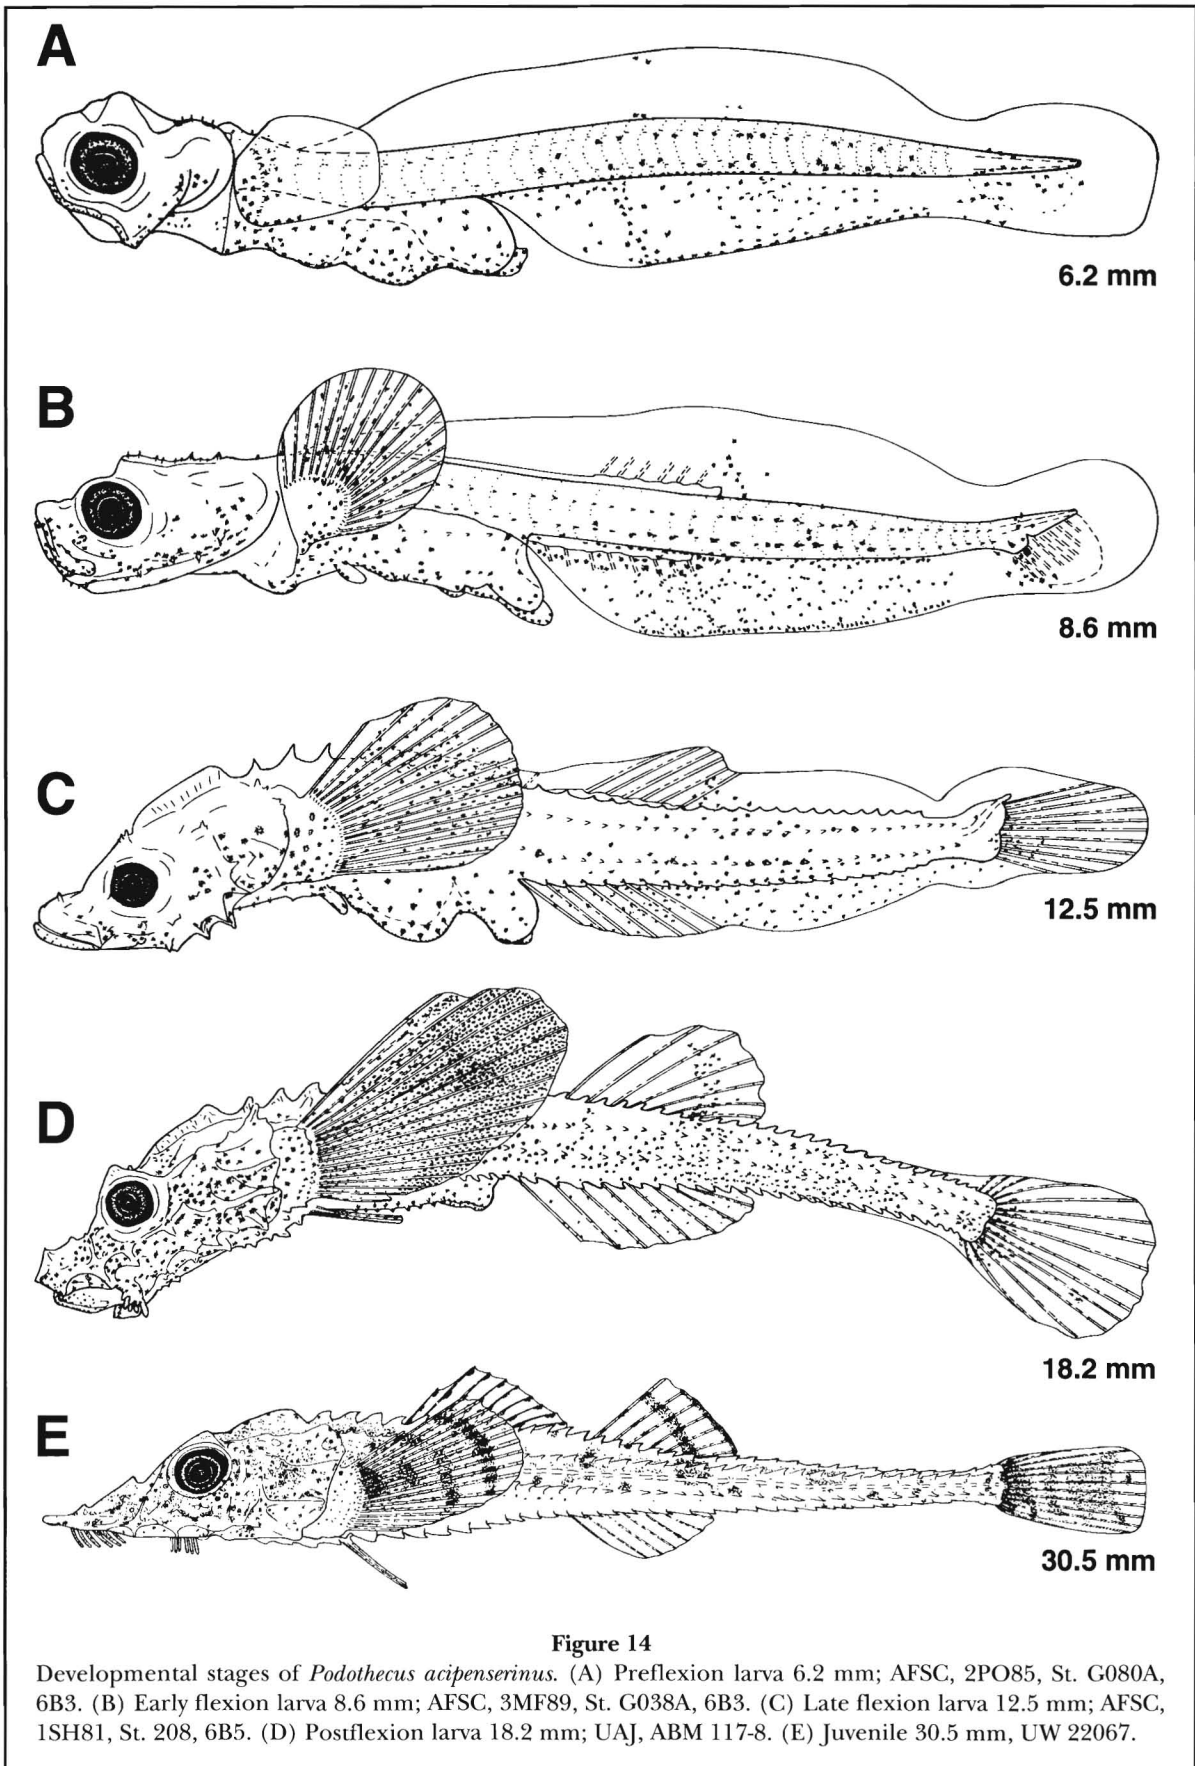 A
6.2 mm
B
8.6 mm
C
12.5 mm
D
18.2 mm
E
30.5 mm
Figure 14
Developmental stages of Podothecus acipenserinus. (A) Preflexion larva 6.2 mm; AFSC, 2PO85, St. G080A,
6B3. (B) Early flexion larva 8.6 mm; AFSC, 3MF89, St. G038A, 6B3. (C) Late flexion larva 12.5 mm; AFSC,
1SH81, St. 208, 6B5. (D) Postflexion larva 18.2 mm; UAJ, ABM 117-8. (E) Juvenile 30.5 mm, UW 22067.